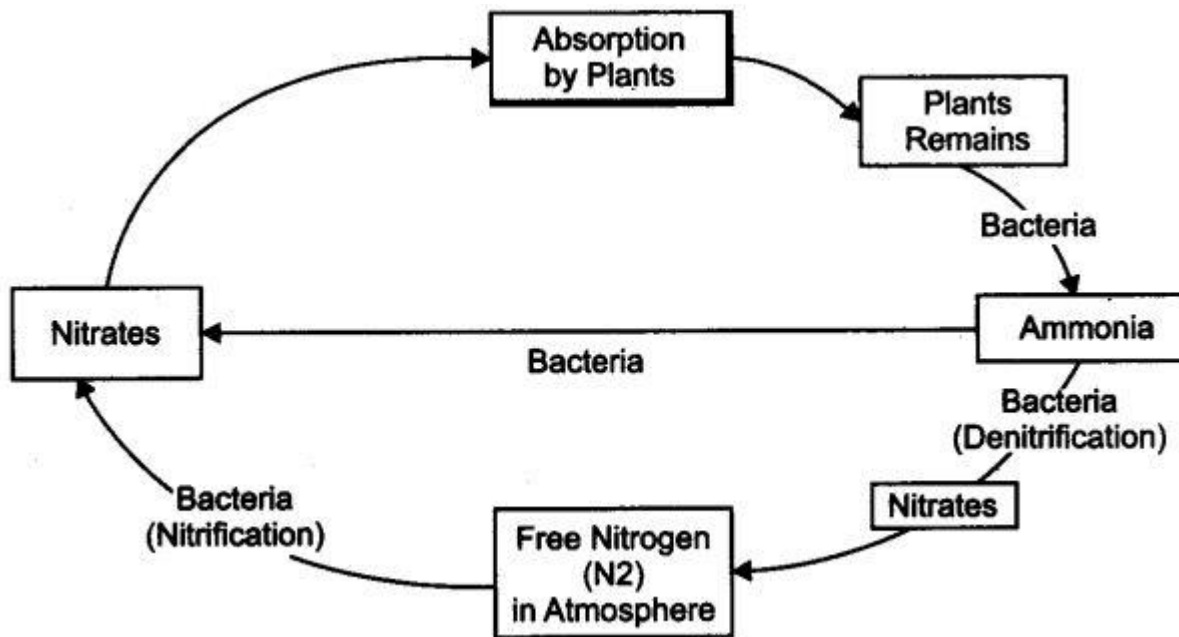 Absorption
by Plants
Plants
Remains
Bacteria
Nitrates
Ammonia
Bacteria
Bacteria
(Denitrification)
Bacteria
(Nitrification)
Nitrates
Free Nitrogen
(N2)
in Atmosphere